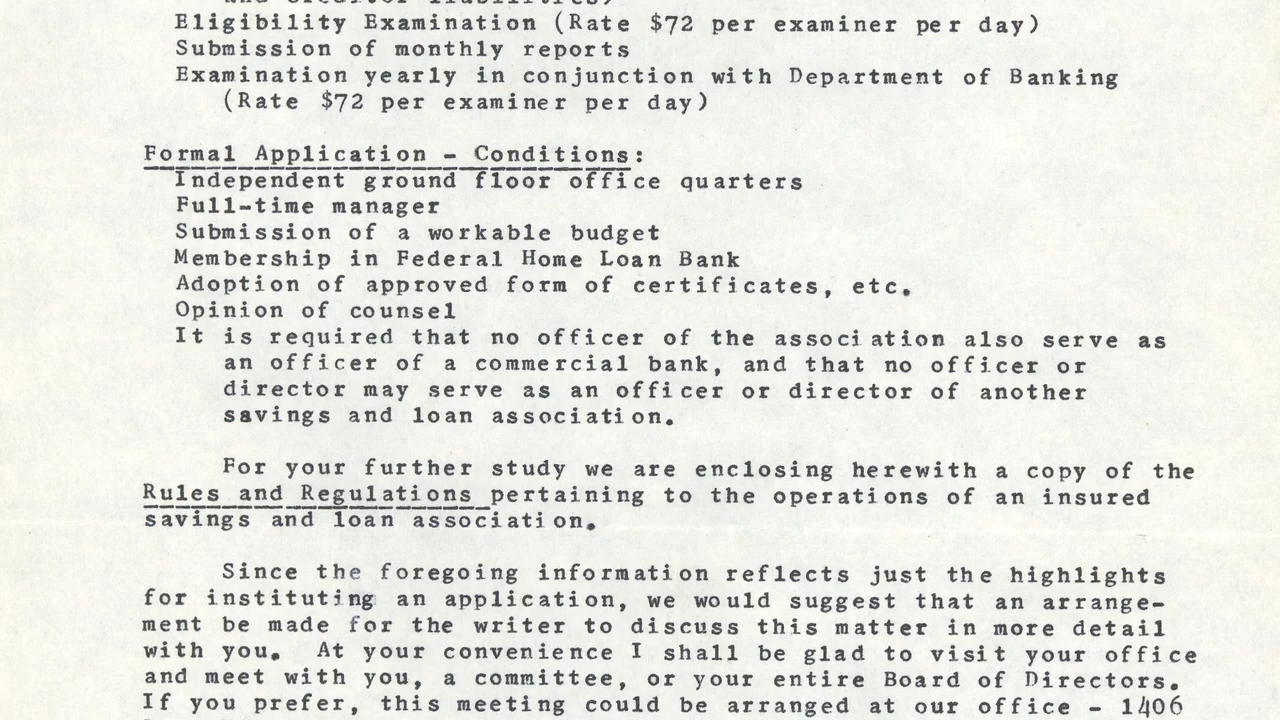 and creditor liabilities)
Eligibility Examination (Rate $72 per examiner per day)
Submission of monthly reports
Examination yearly in conjunction with Department of Banking
(Rate $72 per examiner per day)
Formal Application - Conditions:
Independent ground floor office quarters
Full-time manager
Submission of a workable budget
Membership in Federal Home Loan Bank
Adoption of approved form of certificates, etc.
Opinion of counsel
It is required that no officer of the association also serve as
an officer of a commercial bank, and that no officer or
director may serve as an officer or director of another
savings and loan association.
For your further study we are enclosing herewith a copy of the
Rules and Regulations pertaining to the operations of an insured
savings and loan association.
Since the foregoing information reflects just the highlights
for instituting an application, we would suggest that an arrange-
ment be made for the writer to discuss this matter in more detail
with you. At your convenience I shall be glad to visit your office
and meet with you, a committee, or your entire Board of Directors.
If you prefer, this meeting could be arranged at our office - 1406